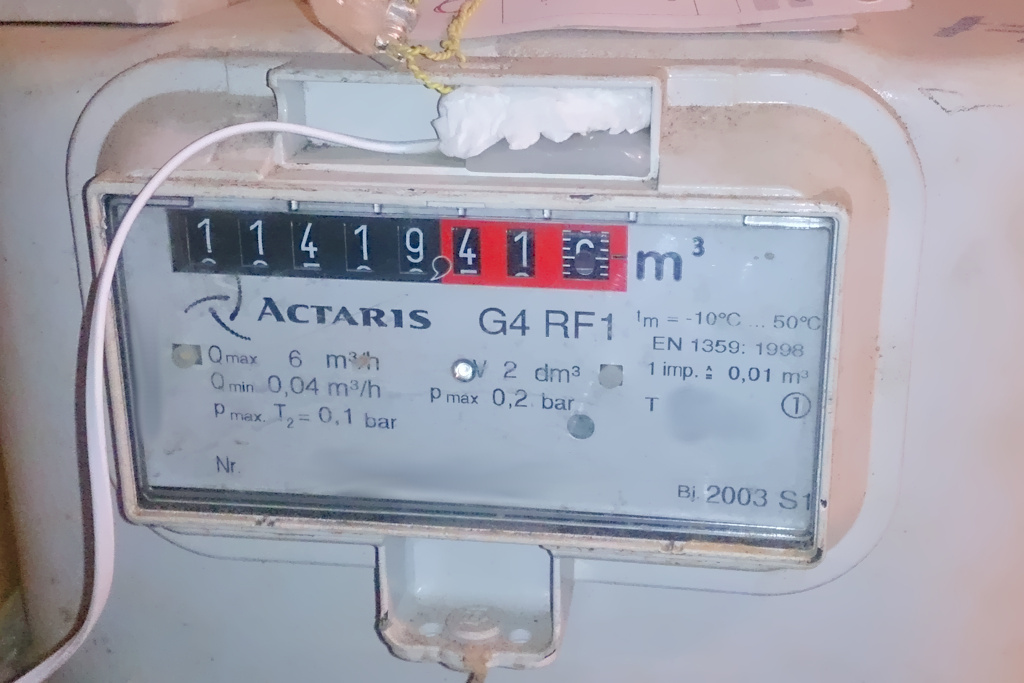 11419,416 m³
ACTARIS G4 RF1
tm = -10°C ... 50°C
EN 1359: 1998
Qmax 6 m³/h
V 2 dm³
1 imp. ≙ 0,01 m³
Qmin 0,04 m³/h
pmax 0,2 bar
T ①
pmax. T₂ = 0,1 bar
Nr.
Bj. 2003 S1